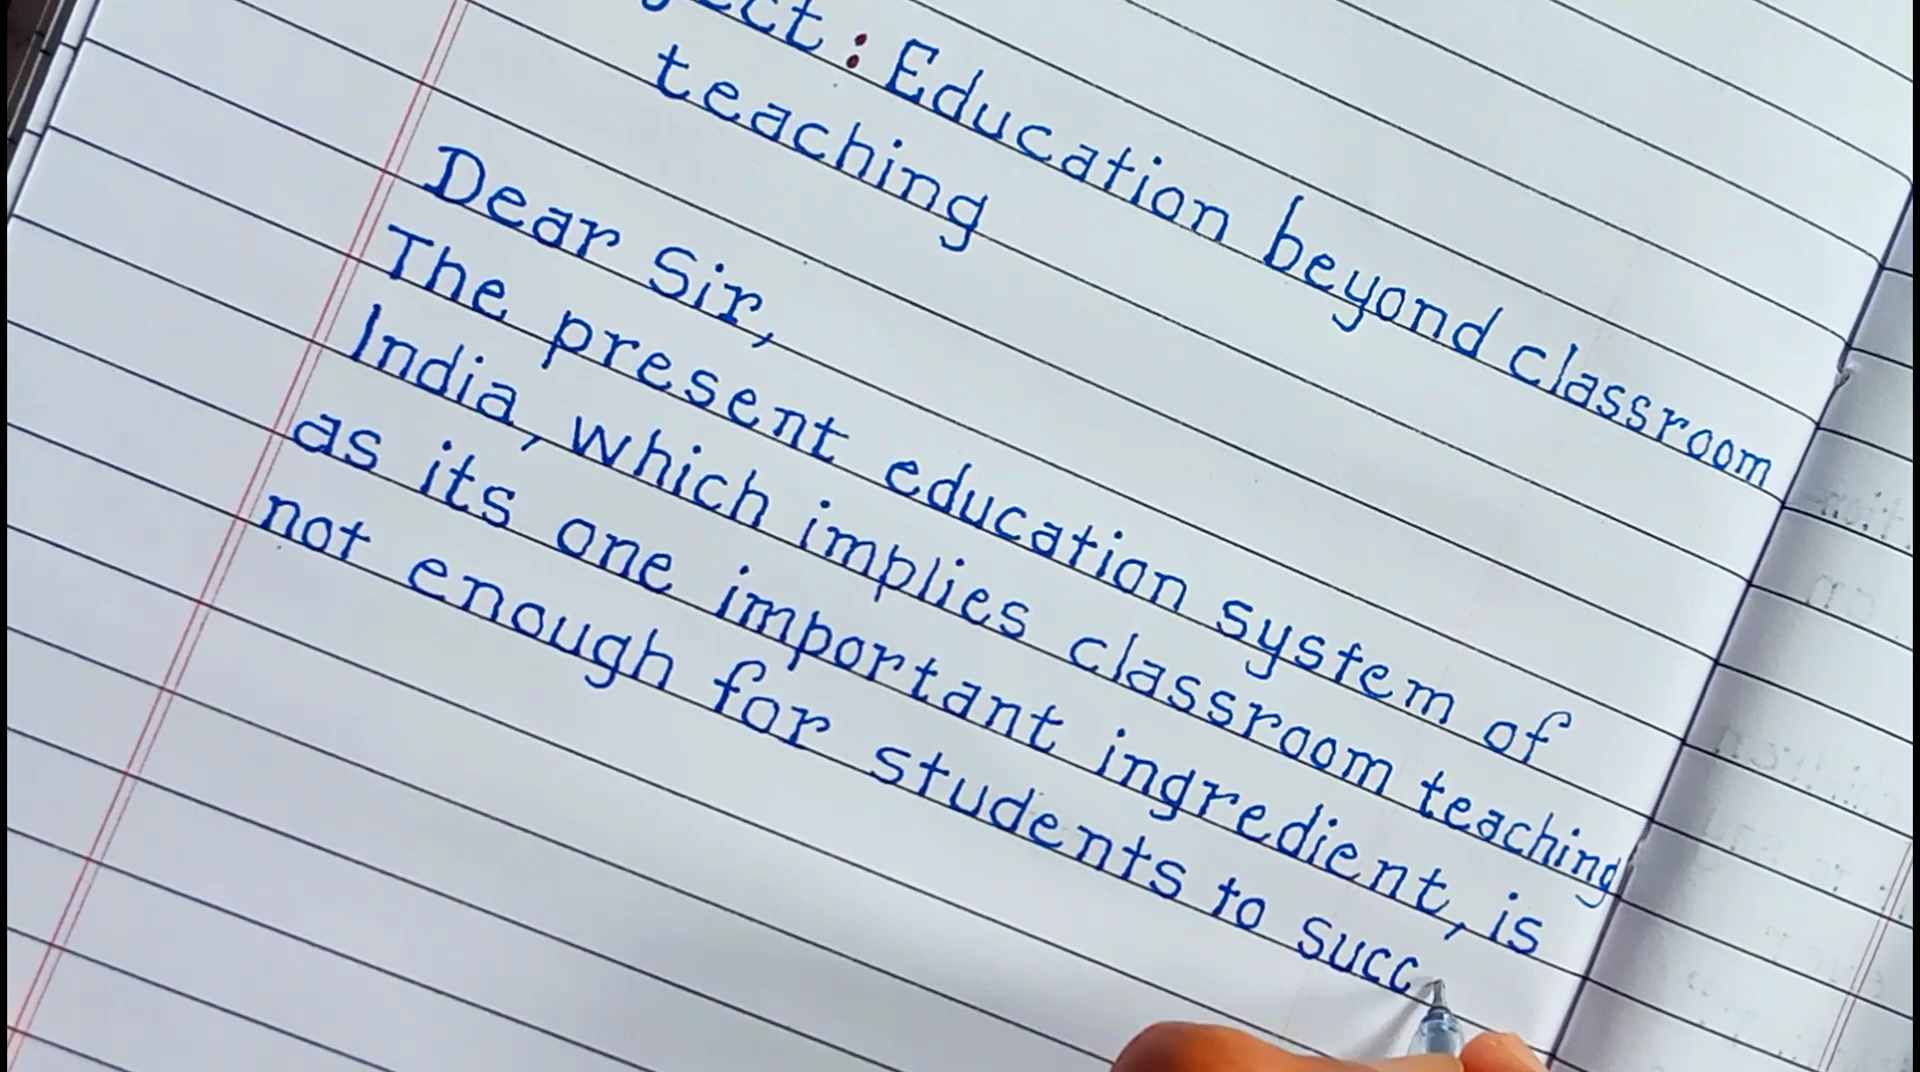 ject : Education beyond classroom
teaching
Dear Sir,
The present education system of
India, which implies classroom teaching
as its one important ingredient, is
not enough for students to succ